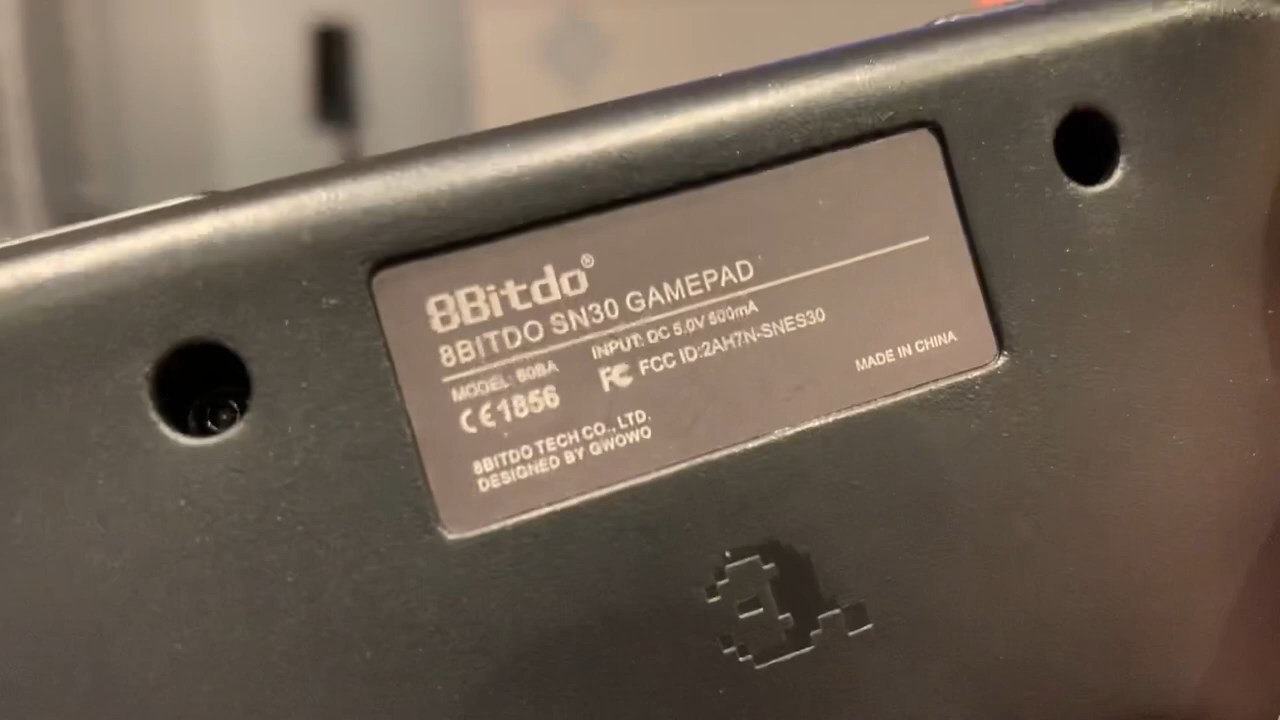 8Bitdo®
8BITDO SN30 GAMEPAD
MODEL: 80BA INPUT: DC 5.0V 500mA
CE1856 FC FCC ID:2AH7N-SNES30
MADE IN CHINA
8BITDO TECH CO., LTD.
DESIGNED BY GWOWO